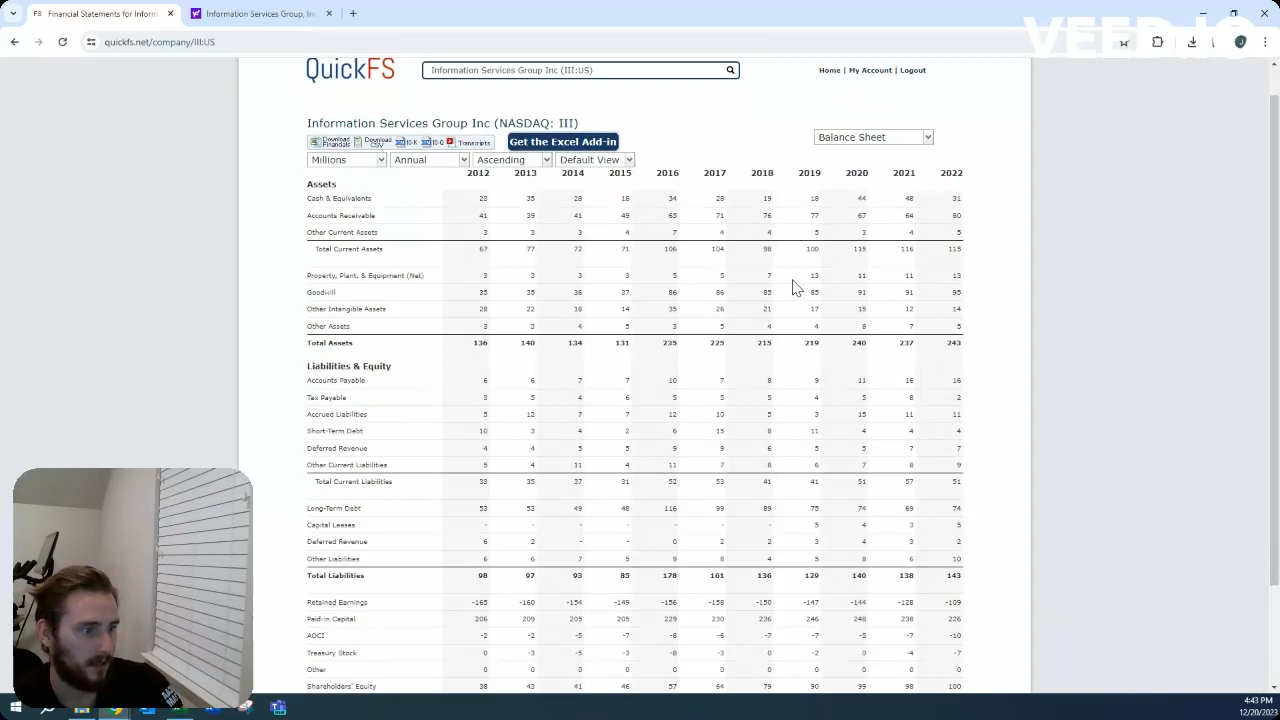 FS Financial Statements for Inform
Information Services Group, Inc.
quickfs.net/company/III:US
VEED.IO
QuickFS
Information Services Group Inc (III:US)
Home | My Account | Logout
Information Services Group Inc (NASDAQ: III)
Download Financials Download CSV 10-K 10-Q Transcripts
Get the Excel Add-in
Balance Sheet
Millions Annual Ascending Default View
2012 2013 2014 2015 2016 2017 2018 2019 2020 2021 2022
Assets
Cash & Equivalents 23 35 28 18 34 28 19 18 44 48 31
Accounts Receivable 41 39 41 49 65 71 76 77 67 64 80
Other Current Assets 3 3 3 4 7 4 4 5 3 4 5
Total Current Assets 67 77 72 71 106 104 98 100 115 116 115
Property, Plant, & Equipment (Net) 3 3 3 3 5 5 7 13 11 11 13
Goodwill 35 35 36 37 86 86 85 85 91 91 95
Other Intangible Assets 28 22 18 14 35 26 21 17 15 12 14
Other Assets 3 3 4 5 3 5 4 4 8 7 5
Total Assets 136 140 134 131 235 225 215 219 240 237 243
Liabilities & Equity
Accounts Payable 6 6 7 7 10 7 8 9 11 16 16
Tax Payable 3 5 4 6 5 5 5 4 5 8 2
Accrued Liabilities 5 12 7 7 12 10 5 3 15 11 11
Short-Term Debt 10 3 4 2 6 15 8 11 4 4 4
Deferred Revenue 4 4 5 5 9 9 6 5 5 7 7
Other Current Liabilities 5 4 11 4 11 7 8 6 7 8 9
Total Current Liabilities 33 35 37 31 52 53 41 41 51 57 51
Long-Term Debt 53 53 49 48 116 99 89 75 74 69 74
Capital Leases - - - - - - - 5 4 3 5
Deferred Revenue 6 2 - - 0 2 2 3 4 3 2
Other Liabilities 6 6 7 5 9 8 4 5 8 6 10
Total Liabilities 98 97 93 85 178 161 136 129 140 138 143
Retained Earnings -165 -160 -154 -149 -156 -158 -150 -147 -144 -128 -109
Paid-in Capital 206 209 205 205 229 230 236 246 248 238 226
AOCI -2 -2 -5 -7 -8 -6 -7 -7 -5 -7 -10
Treasury Stock 0 -3 -5 -3 -8 -3 0 -2 0 -4 -7
Other 0 0 0 0 0 0 0 0 0 0 0
Shareholders' Equity 38 43 41 46 57 64 79 90 99 98 100
4:43 PM
12/20/2023